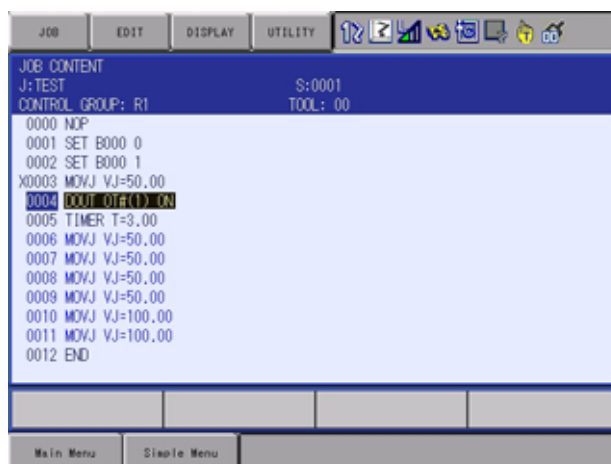 JOB EDIT DISPLAY UTILITY
JOB CONTENT
J:TEST S:0001
CONTROL GROUP: R1 TOOL: 00
0000 NOP
0001 SET B000 0
0002 SET B000 1
X0003 MOVJ VJ=50.00
0004 DOUT OT#(1) ON
0005 TIMER T=3.00
0006 MOVJ VJ=50.00
0007 MOVJ VJ=50.00
0008 MOVJ VJ=50.00
0009 MOVJ VJ=50.00
0010 MOVJ VJ=100.00
0011 MOVJ VJ=100.00
0012 END
Main Menu Simple Menu